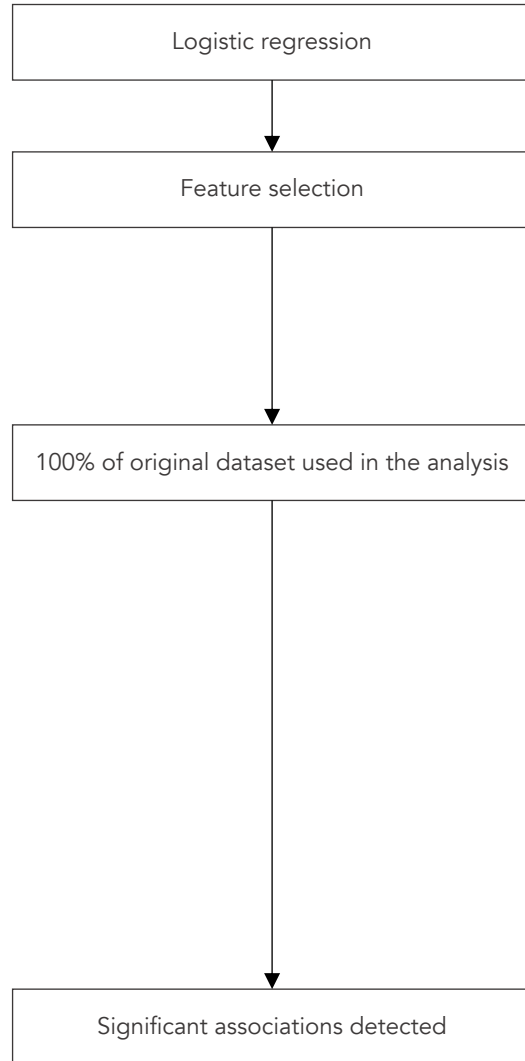 Logistic regression
Feature selection
100% of original dataset used in the analysis
Significant associations detected